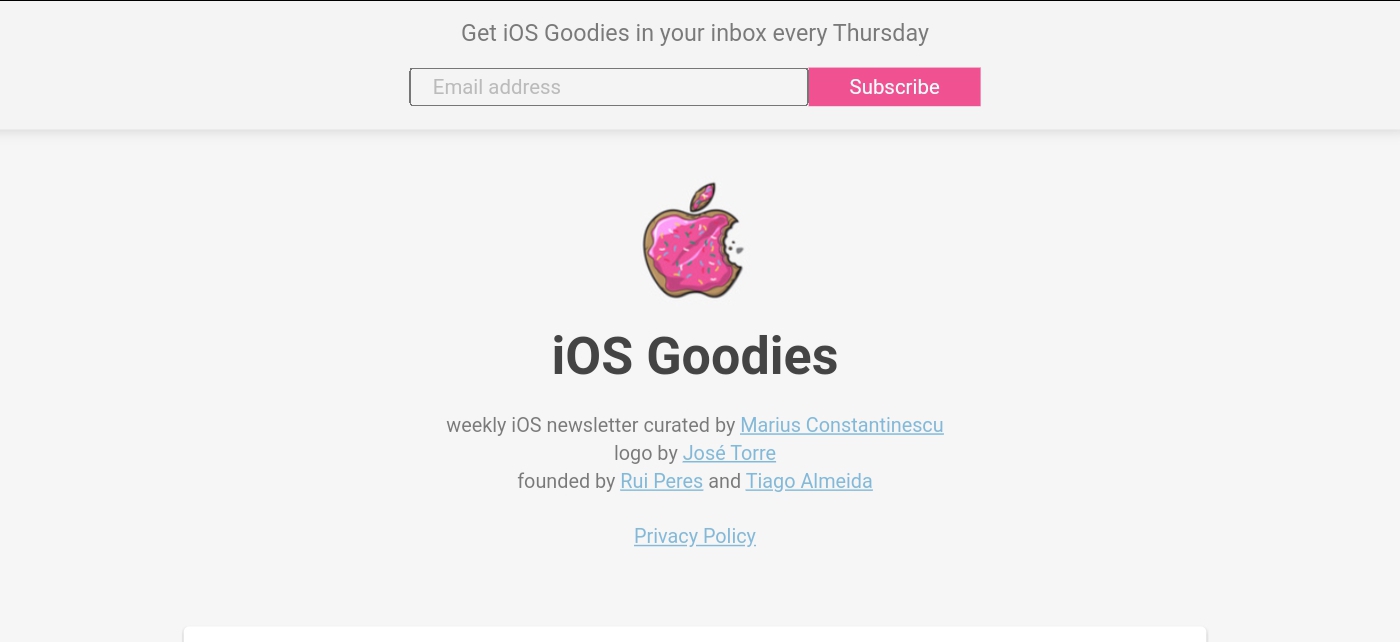 Get iOS Goodies in your inbox every Thursday
Email address
Subscribe
iOS Goodies
weekly iOS newsletter curated by Marius Constantinescu
logo by José Torre
founded by Rui Peres and Tiago Almeida
Privacy Policy